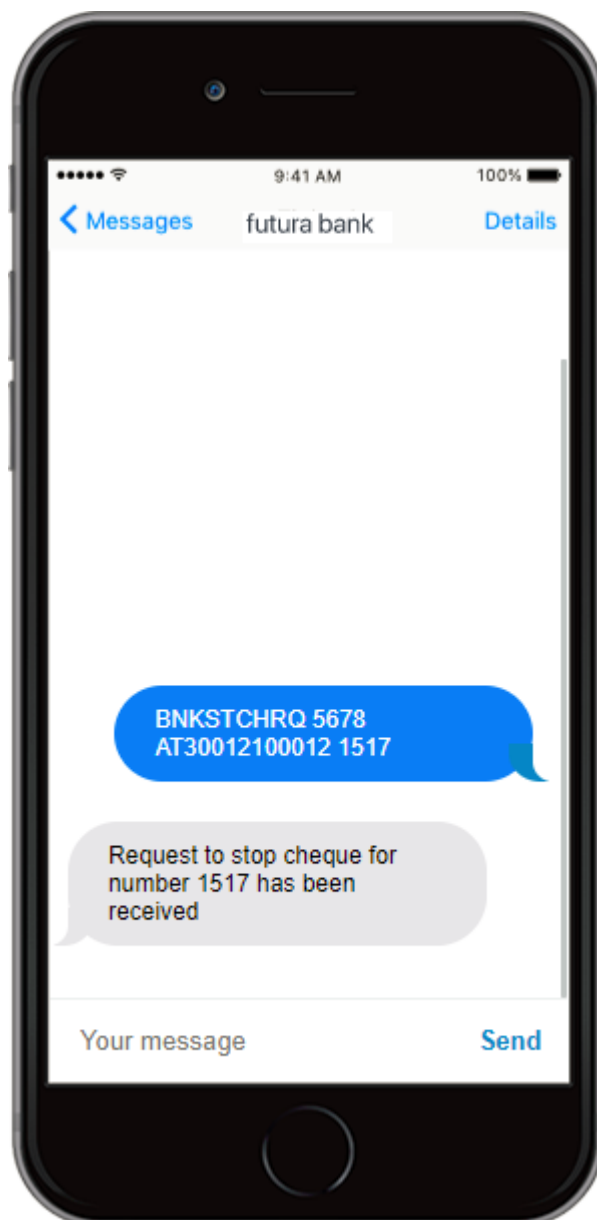 9:41 AM
100%
Messages
futura bank
Details
BNKSTCHRQ 5678
AT30012100012 1517
Request to stop cheque for
number 1517 has been
received
Your message
Send